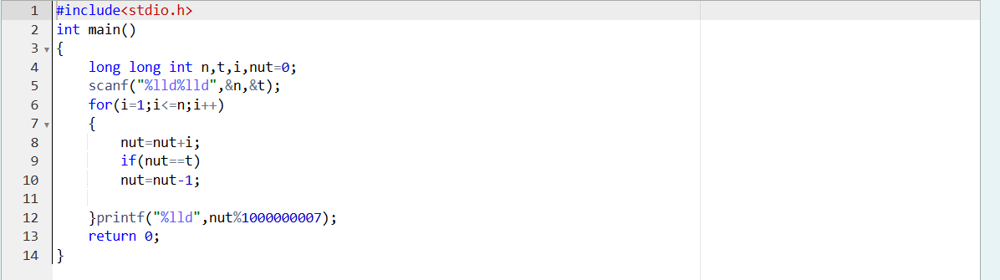 1 #include<stdio.h>
2 int main()
3 {
4 long long int n,t,i,nut=0;
5 scanf("%lld%lld",&n,&t);
6 for(i=1;i<=n;i++)
7 {
8 nut=nut+i;
9 if(nut==t)
10 nut=nut-1;
11
12 }printf("%lld",nut%1000000007);
13 return 0;
14 }